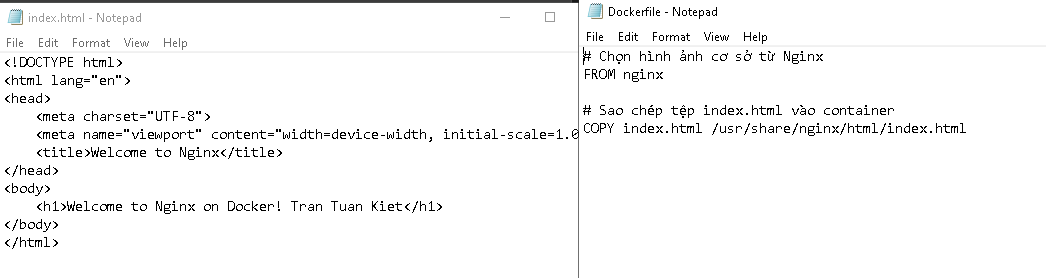 index.html - Notepad
File Edit Format View Help
<!DOCTYPE html>
<html lang="en">
<head>
    <meta charset="UTF-8">
    <meta name="viewport" content="width=device-width, initial-scale=1.0
    <title>Welcome to Nginx</title>
</head>
<body>
    <h1>Welcome to Nginx on Docker! Tran Tuan Kiet</h1>
</body>
</html>
Dockerfile - Notepad
File Edit Format View Help
# Chọn hình ảnh cơ sở từ Nginx
FROM nginx
# Sao chép tệp index.html vào container
COPY index.html /usr/share/nginx/html/index.html